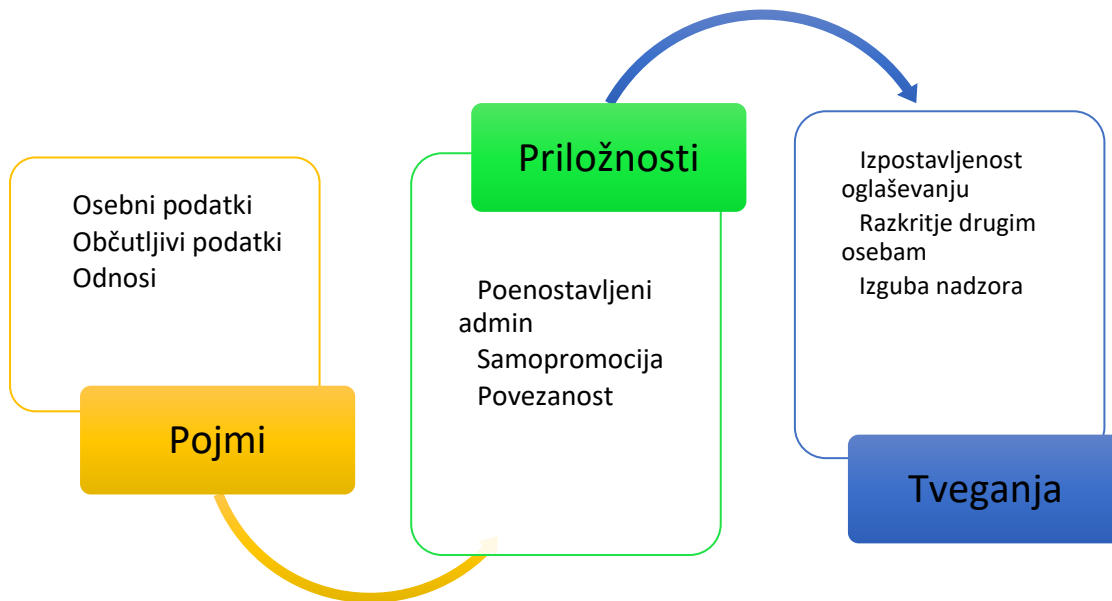 Osebni podatki
Občutljivi podatki
Odnosi
Pojmi
Priložnosti
Poenostavljeni
admin
Samopromocija
Povezanost
Izpostavljenost
oglaševanju
Razkritje drugim
osebam
Izguba nadzora
Tveganja